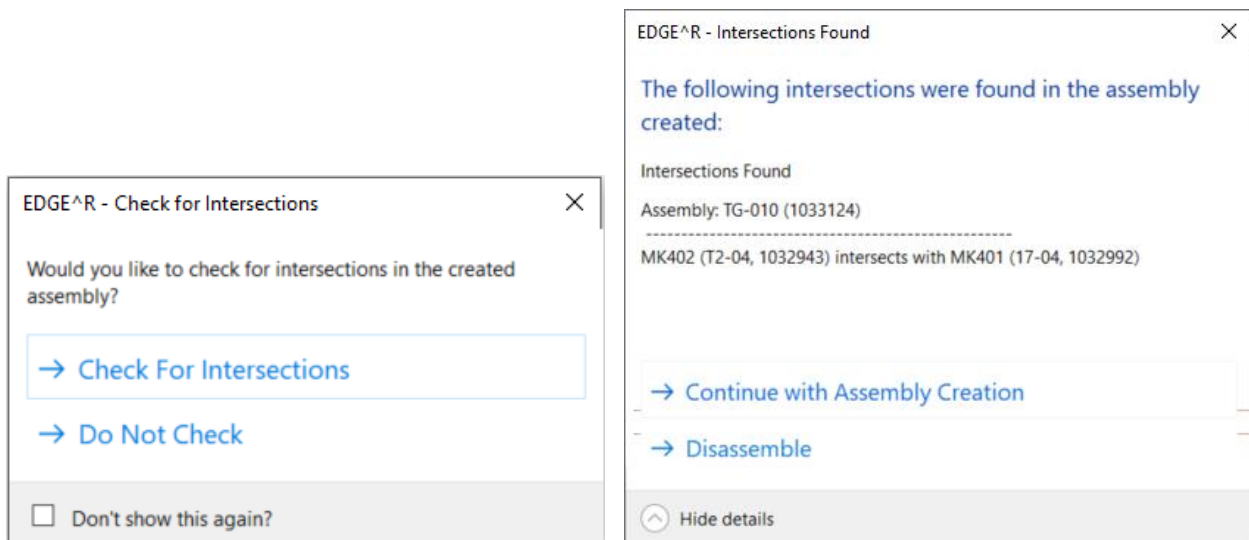 EDGE^R - Check for Intersections
Would you like to check for intersections in the created
assembly?
→ Check For Intersections
→ Do Not Check
Don't show this again?
EDGE^R - Intersections Found
The following intersections were found in the assembly
created:
Intersections Found
Assembly: TG-010 (1033124)
----------------------------------------------------
MK402 (T2-04, 1032943) intersects with MK401 (17-04, 1032992)
→ Continue with Assembly Creation
→ Disassemble
Hide details